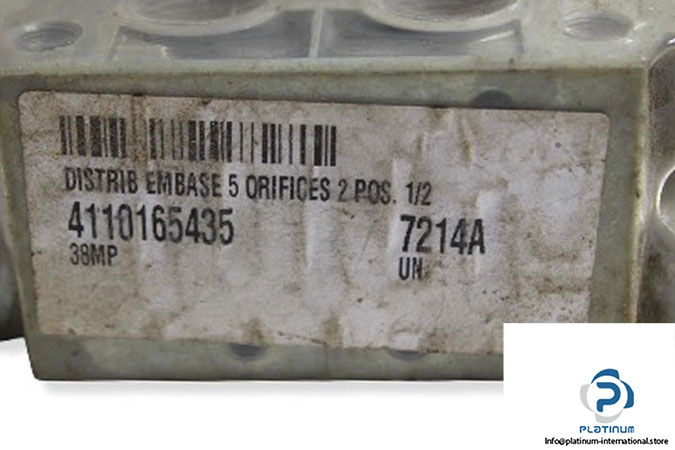 DISTRIB EMBASE 5 ORIFICES 2 POS. 1/2
4110165435 7214A
38MP UN
PLATINUM
Info@platinum-international.store